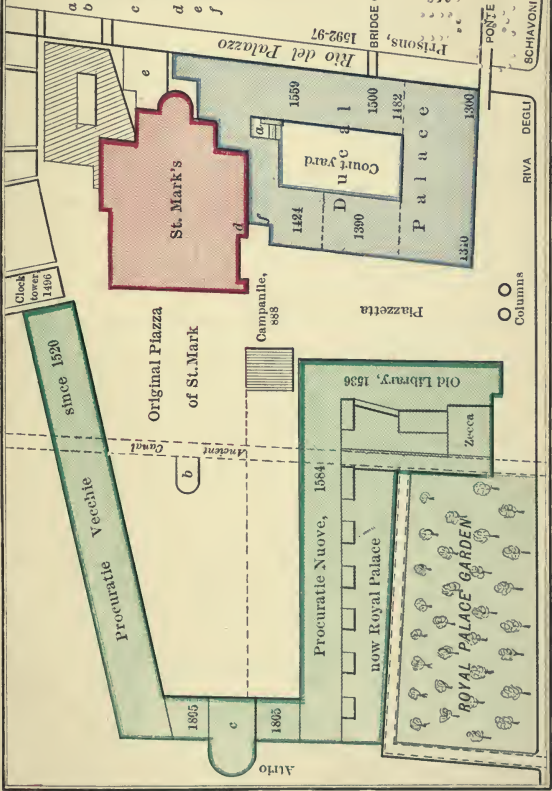 Clock
tower,
1496
Procuratie Vecchie since 1520
Original Piazza
of St. Mark
St. Mark's
Campanile,
888
Ancient Canal
a
b
c
d
e
f
e
d
f
a
b
c
Rio del Palazzo
Prisons,
1592-97
BRIDGE
PONTE
SCHIAVONI
RIVA DEGLI
1559
1500
1482
1300
1424
1390
1310
Court yard
Ducal
Palace
Piazzetta
Columns
Old Library, 1536
Zecca
Procuratie Nuove, 1584
now Royal Palace
ROYAL PALACE GARDEN
1805
1805
Atrio